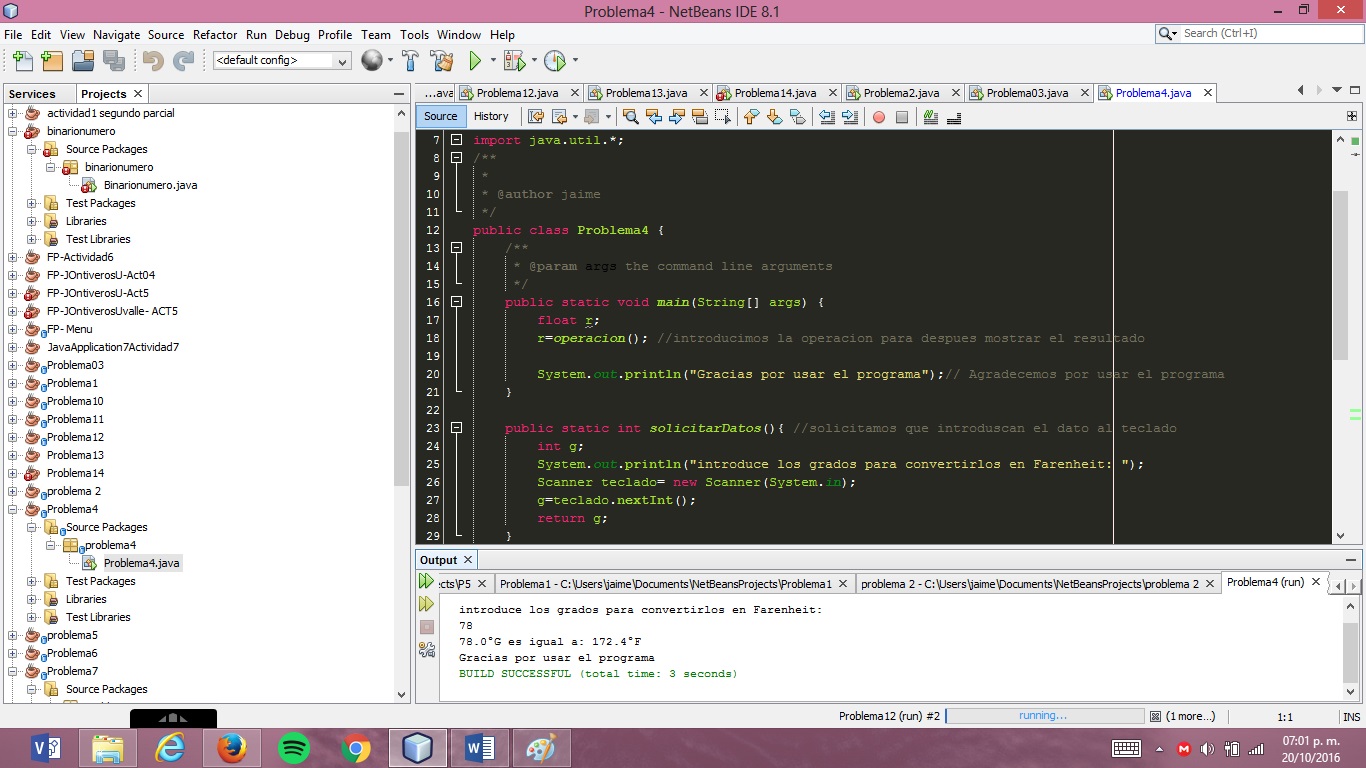 Problema4 - NetBeans IDE 8.1
File Edit View Navigate Source Refactor Run Debug Profile Team Tools Window Help
Search (Ctrl+I)
<default config>
Services Projects
actividad1 segundo parcial
binarionumero
Source Packages
binarionumero
Binarionumero.java
Test Packages
Libraries
Test Libraries
FP-Actividad6
FP-JOntiverosU-Act04
FP-JOntiverosU-Act5
FP-JOntiverosUvalle- ACT5
FP- Menu
JavaApplication7Actividad7
Problema03
Problema1
Problema10
Problema11
Problema12
Problema13
Problema14
problema 2
Problema4
Source Packages
problema4
Problema4.java
Test Packages
Libraries
Test Libraries
problema5
Problema6
Problema7
Source Packages
...ava Problema12.java Problema13.java Problema14.java Problema2.java Problema03.java Problema4.java
Source History
7 import java.util.*;
8 /**
9 *
10 * @author jaime
11 */
12 public class Problema4 {
13 /**
14 * @param args the command line arguments
15 */
16 public static void main(String[] args) {
17 float r;
18 r=operacion(); //introducimos la operacion para despues mostrar el resultado
19
20 System.out.println("Gracias por usar el programa");// Agradecemos por usar el programa
21 }
22
23 public static int solicitarDatos(){ //solicitamos que introduscan el dato al teclado
24 int g;
25 System.out.println("introduce los grados para convertirlos en Farenheit: ");
26 Scanner teclado= new Scanner(System.in);
27 g=teclado.nextInt();
28 return g;
29 }
Output
:cts\P5 Problema1 - C:\Users\jaime\Documents\NetBeansProjects\Problema1 problema 2 - C:\Users\jaime\Documents\NetBeansProjects\problema 2 Problema4 (run)
introduce los grados para convertirlos en Farenheit:
78
78.0°G es igual a: 172.4°F
Gracias por usar el programa
BUILD SUCCESSFUL (total time: 3 seconds)
Problema12 (run) #2 running... (1 more...) 1:1 INS
07:01 p. m.
20/10/2016